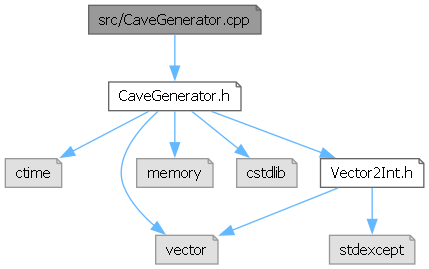 src/CaveGenerator.cpp
CaveGenerator.h
ctime
memory
cstdlib
Vector2Int.h
vector
stdexcept